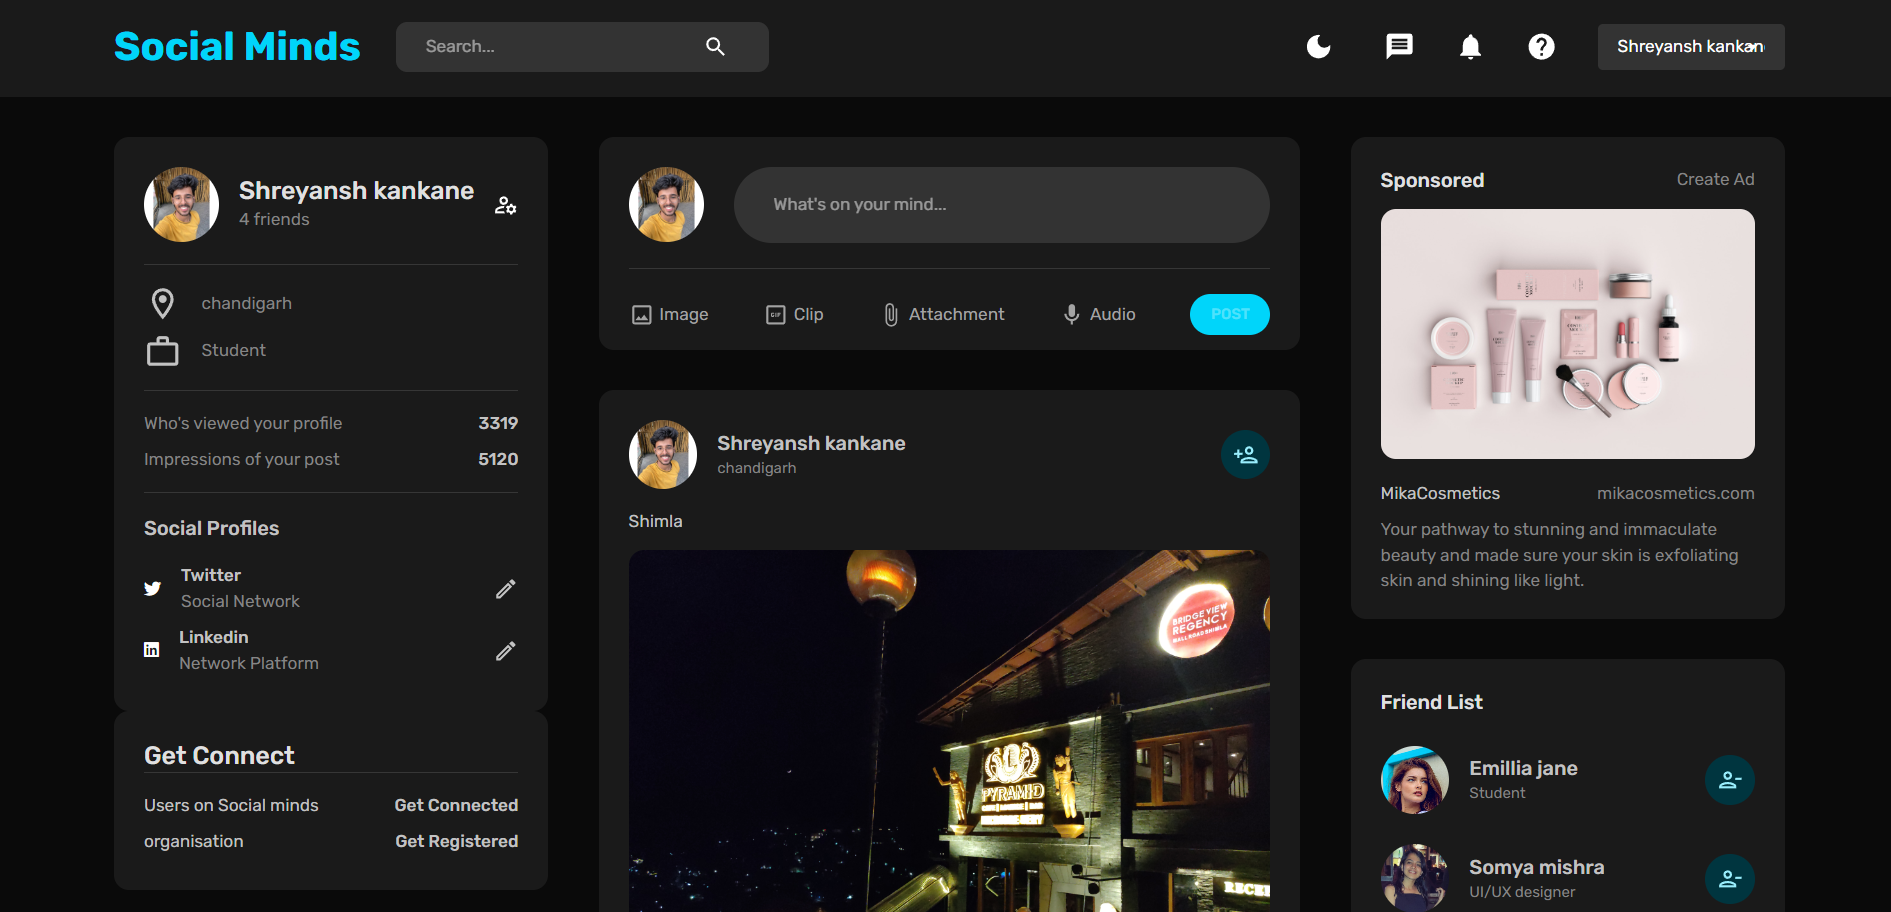 Social Minds
Search...
Shreyansh kankan
Shreyansh kankane
4 friends
chandigarh
Student
Who's viewed your profile 3319
Impressions of your post 5120
Social Profiles
Twitter
Social Network
Linkedin
Network Platform
Get Connect
Users on Social minds Get Connected
organisation Get Registered
What's on your mind...
Image
GIF
Clip
Attachment
Audio
POST
Shreyansh kankane
chandigarh
Shimla
BRIDGE VIEW
REGENCY
MALL ROAD SHIMLA
PYRAMID
Sponsored Create Ad
MikaCosmetics mikacosmetics.com
Your pathway to stunning and immaculate
beauty and made sure your skin is exfoliating
skin and shining like light.
Friend List
Emillia jane
Student
Somya mishra
UI/UX designer